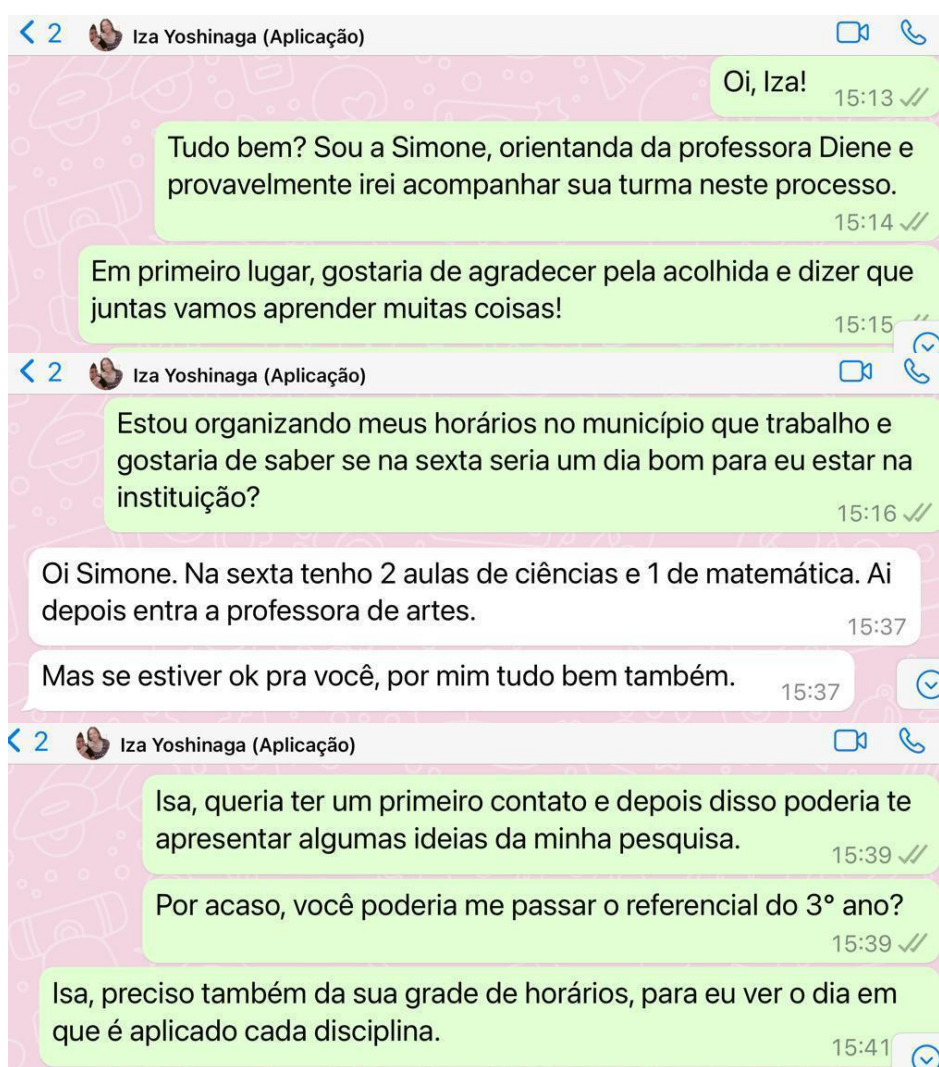 2 Iza Yoshinaga (Aplicação)
Oi, Iza!
15:13
Tudo bem? Sou a Simone, orientanda da professora Diene e
provavelmente irei acompanhar sua turma neste processo.
15:14
Em primeiro lugar, gostaria de agradecer pela acolhida e dizer que
juntas vamos aprender muitas coisas!
15:15
2 Iza Yoshinaga (Aplicação)
Estou organizando meus horários no município que trabalho e
gostaria de saber se na sexta seria um dia bom para eu estar na
instituição?
15:16
Oi Simone. Na sexta tenho 2 aulas de ciências e 1 de matemática. Ai
depois entra a professora de artes.
15:37
Mas se estiver ok pra você, por mim tudo bem também.
15:37
2 Iza Yoshinaga (Aplicação)
Isa, queria ter um primeiro contato e depois disso poderia te
apresentar algumas ideias da minha pesquisa.
15:39
Por acaso, você poderia me passar o referencial do 3° ano?
15:39
Isa, preciso também da sua grade de horários, para eu ver o dia em
que é aplicado cada disciplina.
15:41